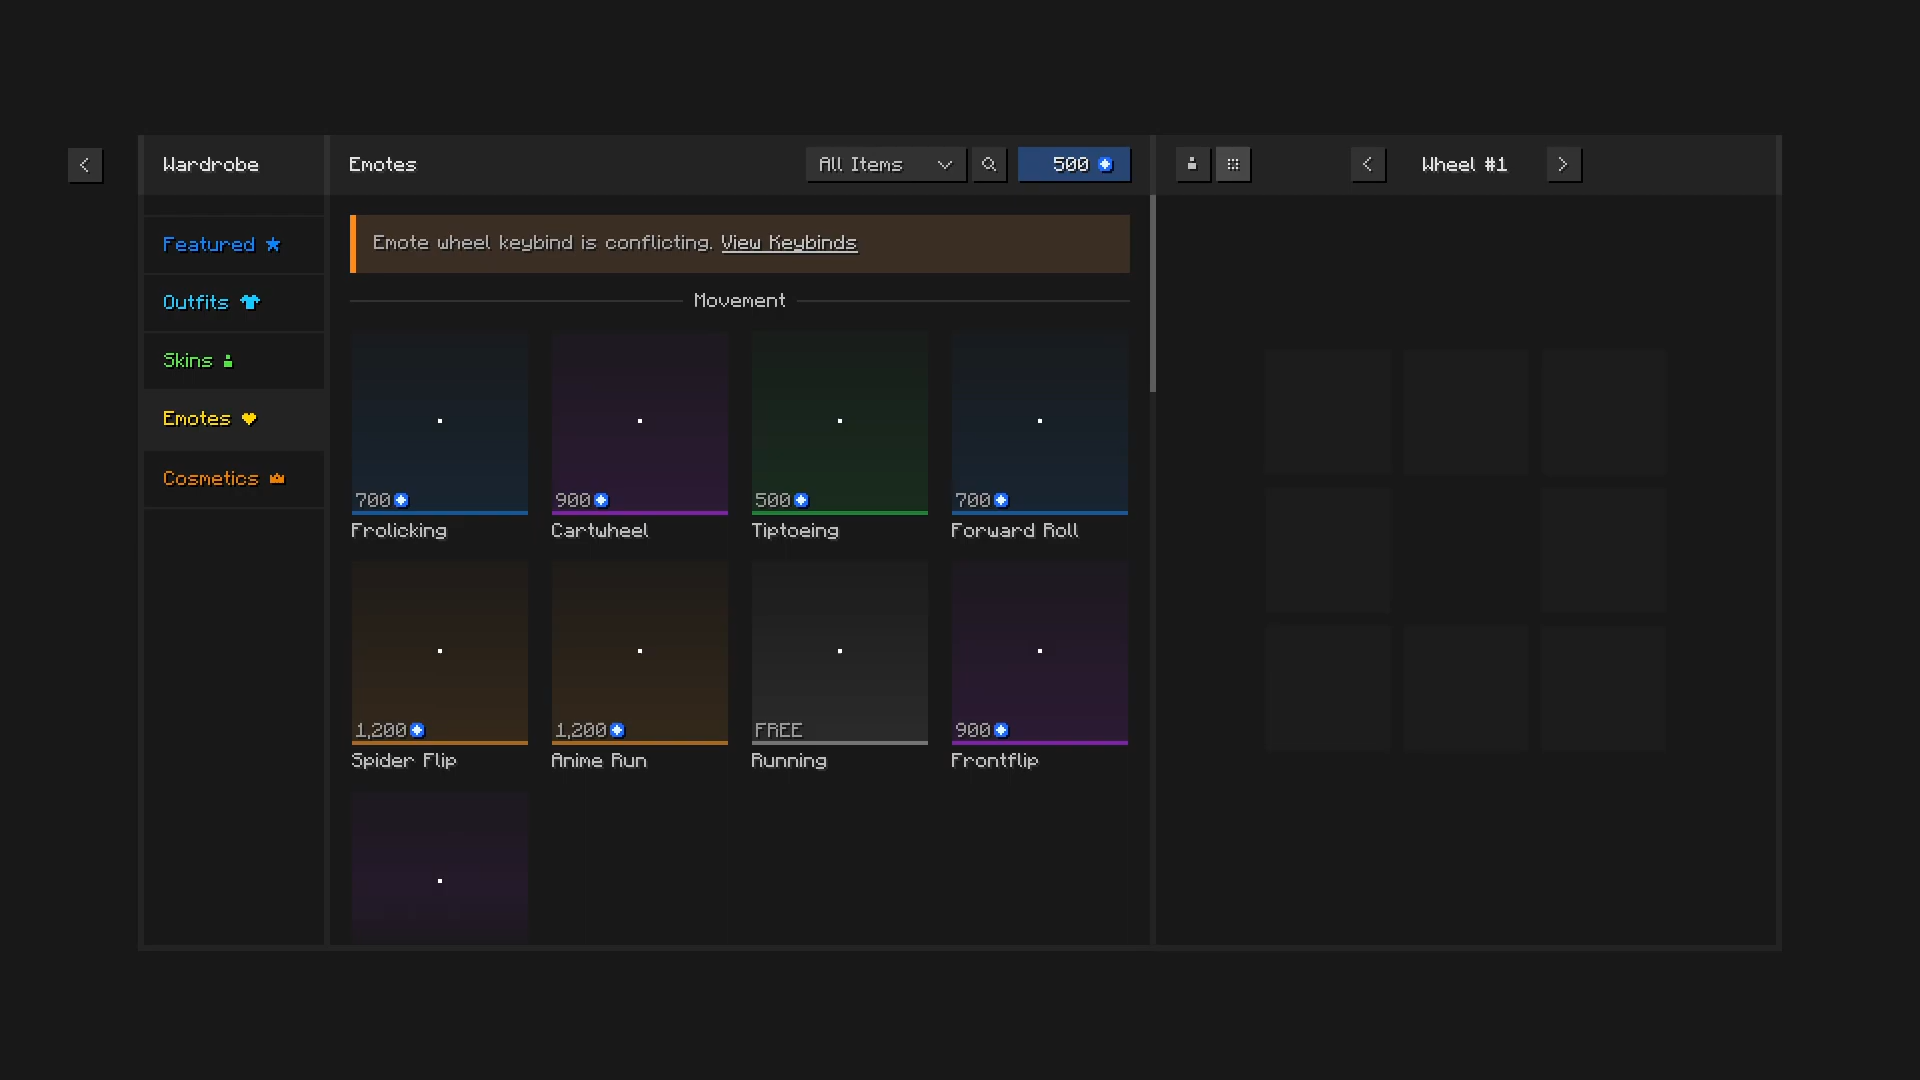 Wardrobe
Emotes
All Items
500
Wheel #1
Featured
Outfits
Skins
Emotes
Cosmetics
Emote wheel keybind is conflicting. View Keybinds
Movement
700
900
500
700
Frolicking
Cartwheel
Tiptoeing
Forward Roll
1,200
1,200
FREE
900
Spider Flip
Anime Run
Running
Frontflip